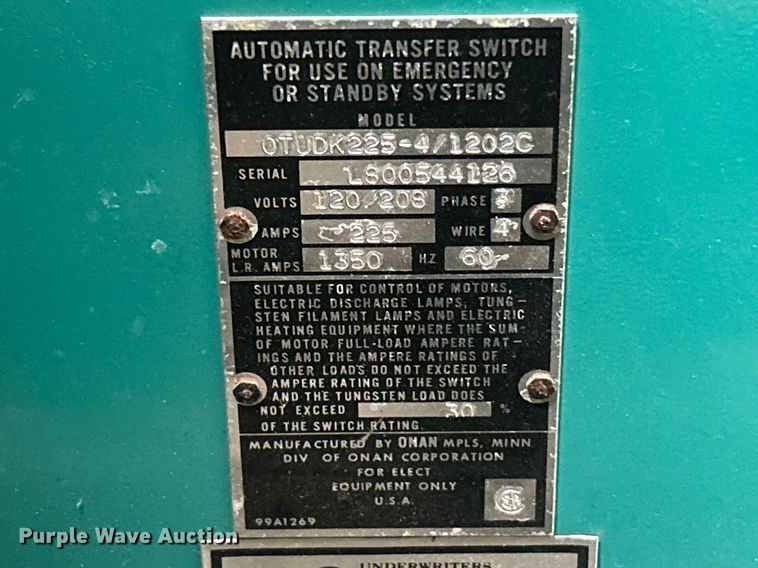 AUTOMATIC TRANSFER SWITCH
FOR USE ON EMERGENCY
OR STANDBY SYSTEMS
MODEL
OTUDK225-4/1202C
SERIAL L800544126
VOLTS 120/208 PHASE 3
AMPS 225 WIRE 4
MOTOR
L.R. AMPS 1350 HZ 60
SUITABLE FOR CONTROL OF MOTORS,
ELECTRIC DISCHARGE LAMPS, TUNG-
STEN FILAMENT LAMPS AND ELECTRIC
HEATING EQUIPMENT WHERE THE SUM
OF MOTOR FULL-LOAD AMPERE RAT-
INGS AND THE AMPERE RATINGS OF
OTHER LOADS DO NOT EXCEED THE
AMPERE RATING OF THE SWITCH
AND THE TUNGSTEN LOAD DOES
NOT EXCEED 30 %
OF THE SWITCH RATING.
MANUFACTURED BY ONAN MPLS, MINN
DIV OF ONAN CORPORATION
FOR ELECT
EQUIPMENT ONLY
U.S.A.
99A1269
Purple Wave Auction
UNDERWRITERS